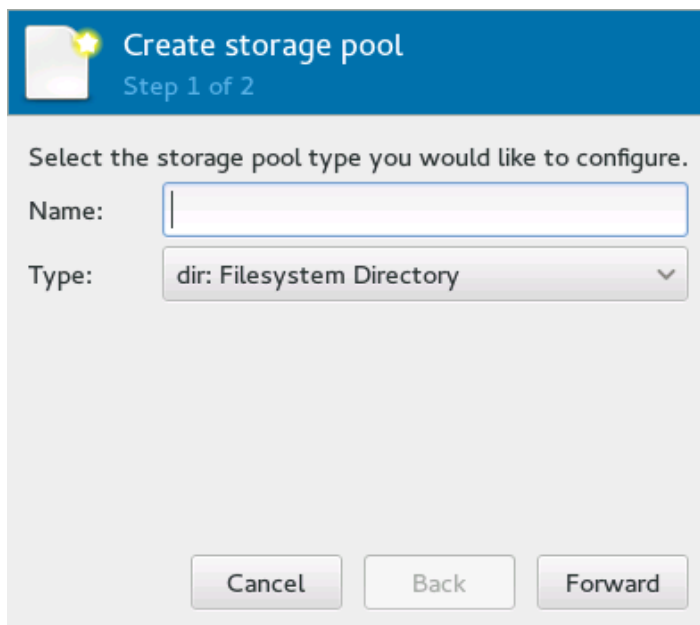 Create storage pool
Step 1 of 2
Select the storage pool type you would like to configure.
Name:
Type: dir: Filesystem Directory
Cancel Back Forward